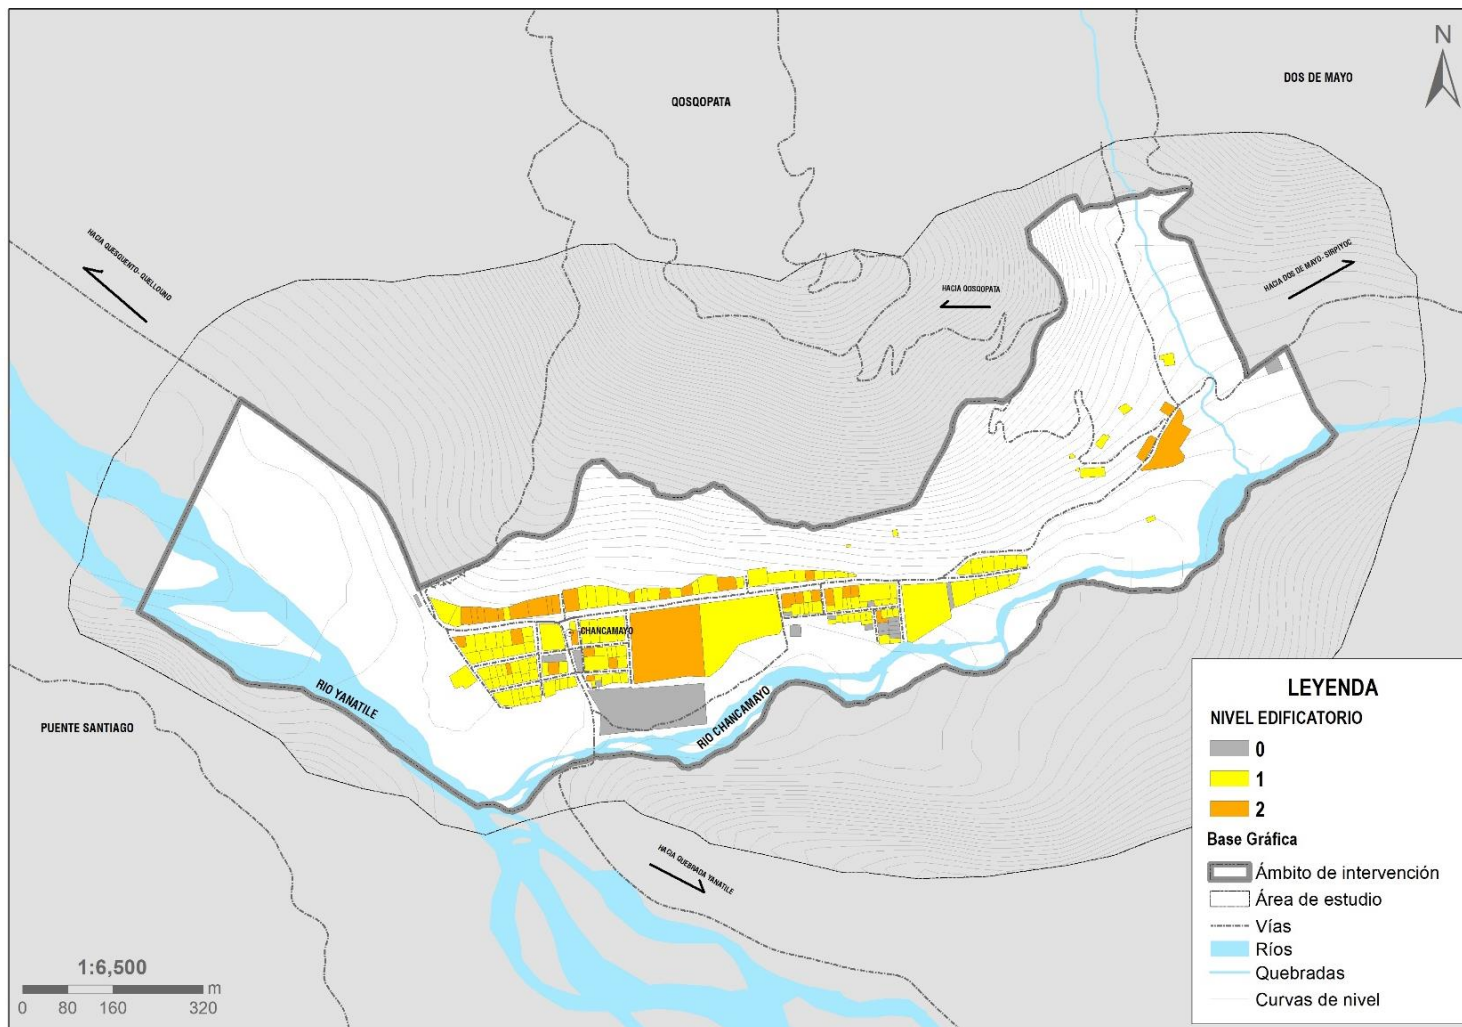 N
DOS DE MAYO
QOSQOPATA
HACIA QUESQUENTO- QUELLOUNO
HACIA DOS DE MAYO- SIRPIYOC
HACIA QOSQOPATA
CHANCAMAYO
RIO YANATILE
RIO CHANCAMAYO
PUENTE SANTIAGO
HACIA QUEBRADA YANATILE
LEYENDA
NIVEL EDIFICATORIO
0
1
2
Base Gráfica
Ámbito de intervención
Área de estudio
Vías
Ríos
Quebradas
Curvas de nivel
1:6,500
m
0 80 160 320